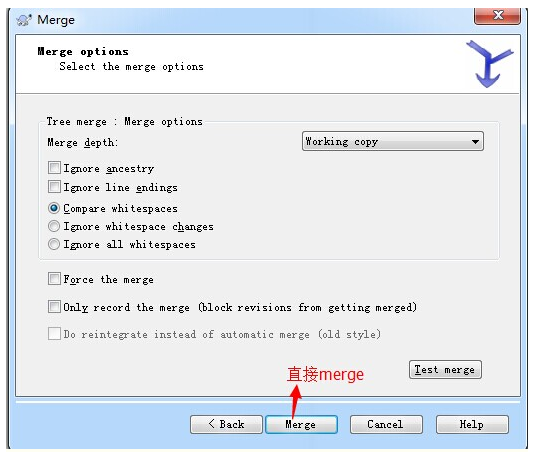 Merge
Merge options
Select the merge options
Tree merge : Merge options
Merge depth:
Working copy
Ignore ancestry
Ignore line endings
Compare whitespaces
Ignore whitespace changes
Ignore all whitespaces
Force the merge
Only record the merge (block revisions from getting merged)
Do reintegrate instead of automatic merge (old style)
Test merge
直接merge
< Back
Merge
Cancel
Help